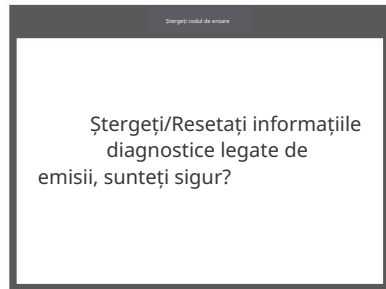 Ștergeți codul de eroare
Ștergeți/Resetați informațiile
diagnostice legate de
emisii, sunteți sigur?